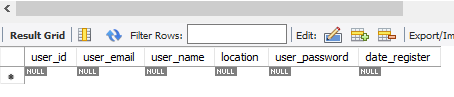 Result Grid Filter Rows: Edit: Export/Im
user_id user_email user_name location user_password date_register
NULL NULL NULL NULL NULL NULL